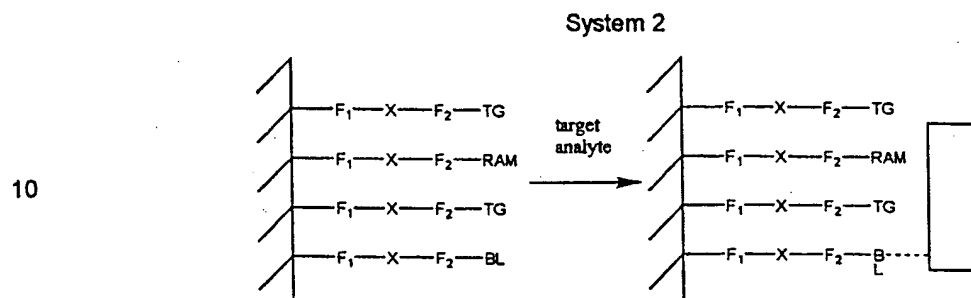 System 2
F1—X—F2—TG
F1—X—F2—RAM
F1—X—F2—TG
F1—X—F2—BL
target
analyte
F1—X—F2—TG
F1—X—F2—RAM
F1—X—F2—TG
F1—X—F2—B
L
10